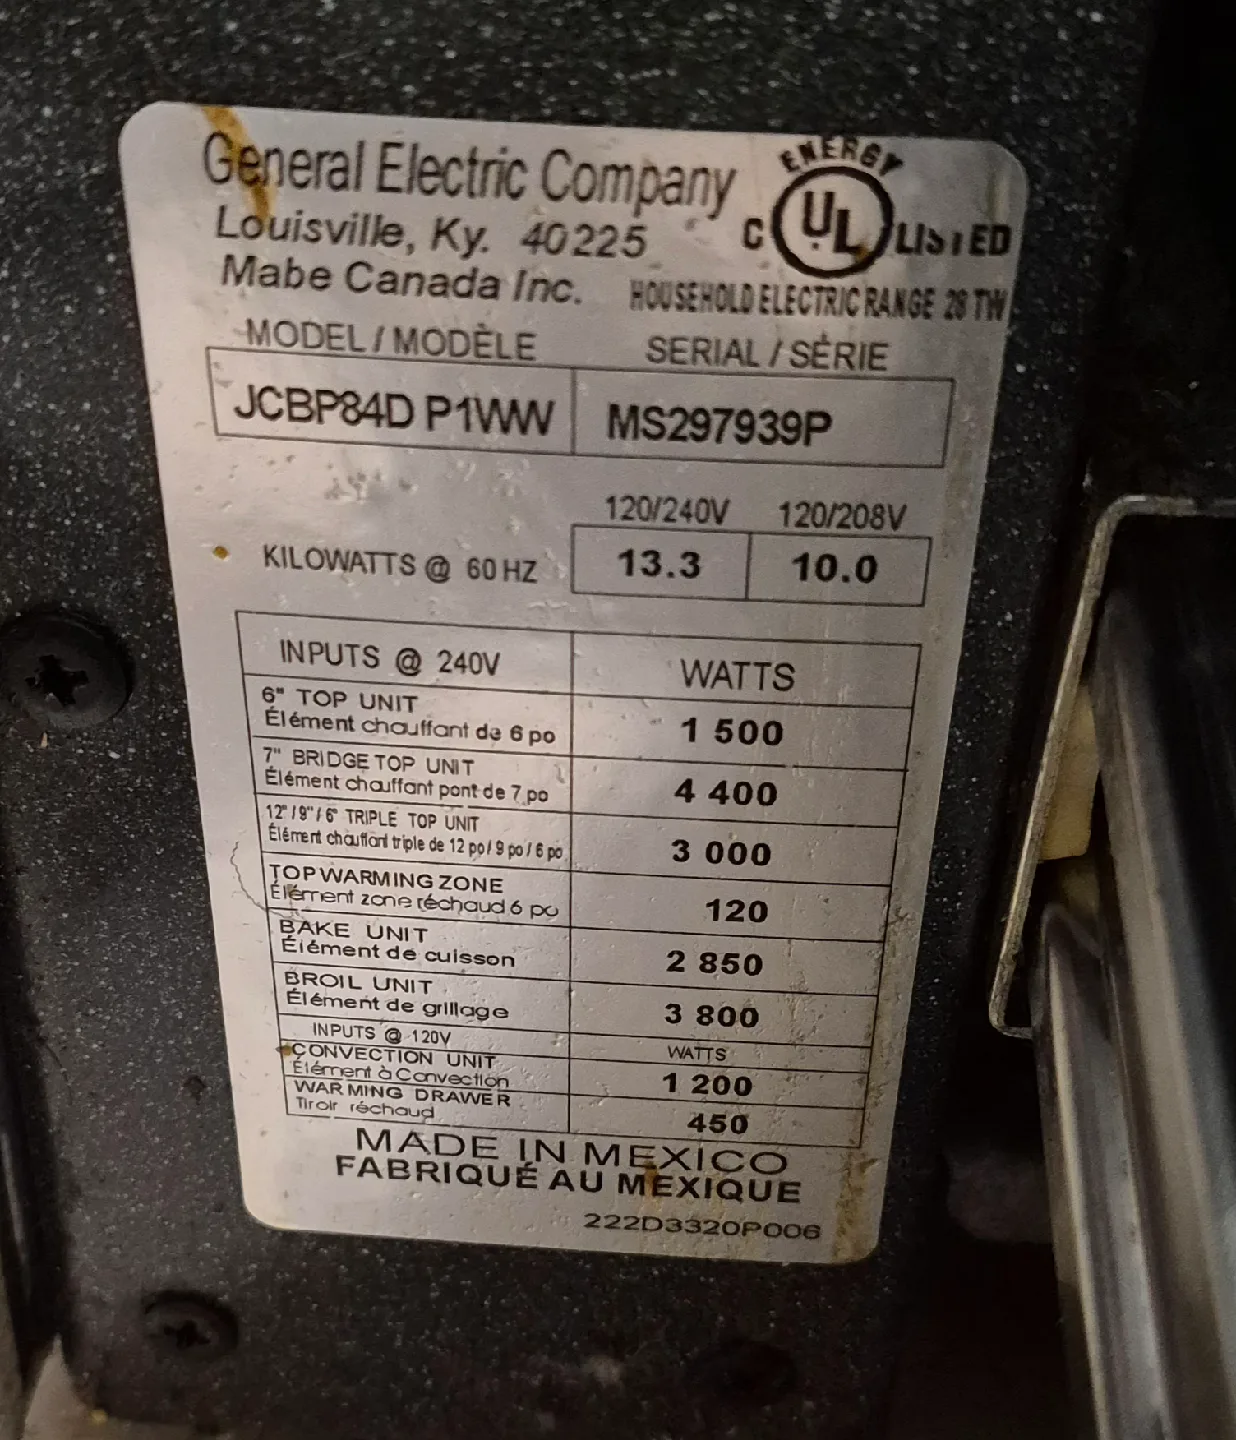 General Electric Company
Louisville, Ky. 40225
Mabe Canada Inc.
ENERGY
C UL LISTED
HOUSEHOLD ELECTRIC RANGE 28 TW
MODEL / MODÈLE SERIAL / SÉRIE
JCBP84D P1WW MS297939P
120/240V 120/208V
KILOWATTS @ 60 HZ 13.3 10.0
INPUTS @ 240V WATTS
6" TOP UNIT
Élément chauffant de 6 po 1 500
7" BRIDGE TOP UNIT
Élément chauffant pont de 7 po 4 400
12"/9"/6" TRIPLE TOP UNIT
Élément chauffant triple de 12 po/9 po/6 po 3 000
TOP WARMING ZONE
Élément zone réchaud 6 po 120
BAKE UNIT
Élément de cuisson 2 850
BROIL UNIT
Élément de grillage 3 800
INPUTS @ 120V WATTS
CONVECTION UNIT
Élément à Convection 1 200
WARMING DRAWER
Tiroir réchaud 450
MADE IN MEXICO
FABRIQUÉ AU MEXIQUE
222D3320P006